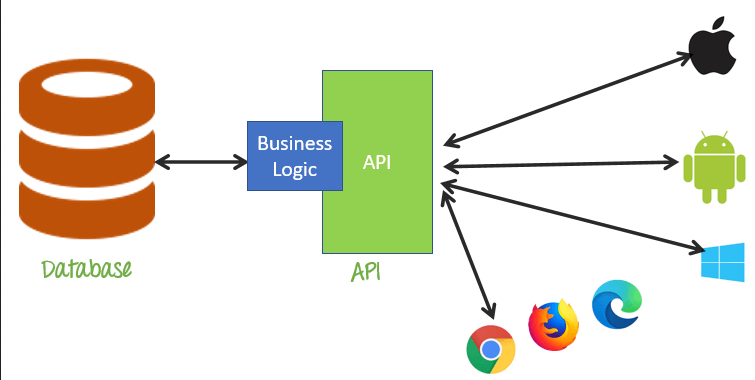 Business
Logic
API
Database
API